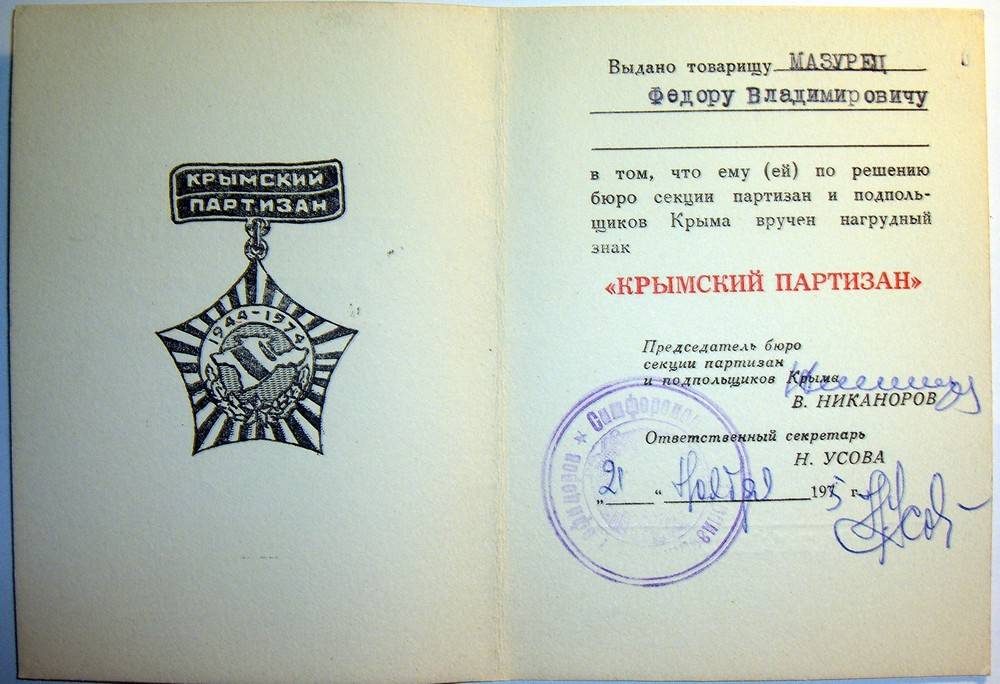 КРЫМСКИЙ
ПАРТИЗАН
1944-1974
Выдано товарищу МАЗУРЕЦ
Федору Владимировичу
в том, что ему (ей) по решению
бюро секции партизан и подполь-
щиков Крыма вручен нагрудный
знак
«КРЫМСКИЙ ПАРТИЗАН»
Председатель бюро
секции партизан
и подпольщиков Крыма
В. НИКАНОРОВ
Ответственный секретарь
Н. УСОВА
„21“ Ноября 1975 г.